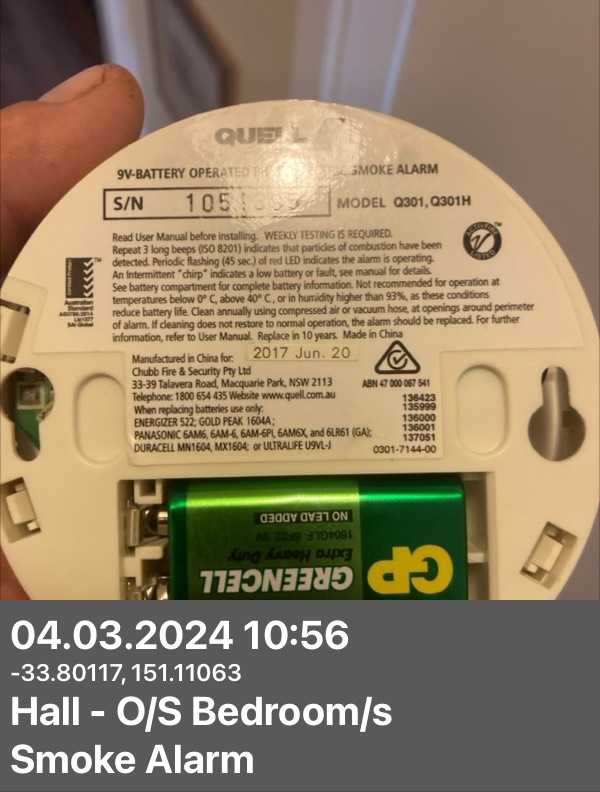 QUELL
9V-BATTERY OPERATED SMOKE ALARM
S/N
MODEL Q301, Q301H
Read User Manual before installing. WEEKLY TESTING IS REQUIRED.
Repeat 3 long beeps (ISO 8201) indicates that particles of combustion have been
detected. Periodic flashing (45 sec.) of red LED indicates the alarm is operating.
An Intermittent "chirp" indicates a low battery or fault, see manual for details.
See battery compartment for complete battery information. Not recommended for operation at
temperatures below 0° C, above 40° C, or in humidity higher than 93%, as these conditions
reduce battery life. Clean annually using compressed air or vacuum hose, at openings around perimeter
of alarm. If cleaning does not restore to normal operation, the alarm should be replaced. For further
information, refer to User Manual. Replace in 10 years. Made in China
Australian
Standard
AS3786:2014
SAI Global
LISTED
Manufactured in China for:
2017 Jun. 20
Chubb Fire & Security Pty Ltd
33-39 Talavera Road, Macquarie Park, NSW 2113
Telephone: 1800 654 435 Website www.quell.com.au
When replacing batteries use only:
ENERGIZER 522; GOLD PEAK 1604A;
PANASONIC 6AM6, 6AM-6, 6AM-6PI, 6AM6X, and 6LR61 (GA);
DURACELL MN1604, MX1604; or ULTRALIFE U9VL-J
ABN 47 000 067 541
136423
135999
136000
136001
137051
0301-7144-00
GP
GREENCELL
Extra Heavy Duty
1604GLF 6F22 9V
NO LEAD ADDED
04.03.2024 10:56
-33.80117, 151.11063
Hall - O/S Bedroom/s
Smoke Alarm